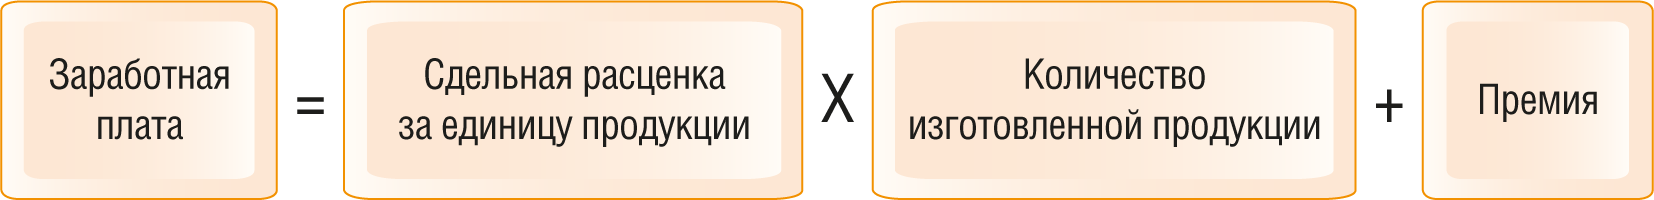 Заработная
плата
=
Сдельная расценка
за единицу продукции
X
Количество
изготовленной продукции
+
Премия